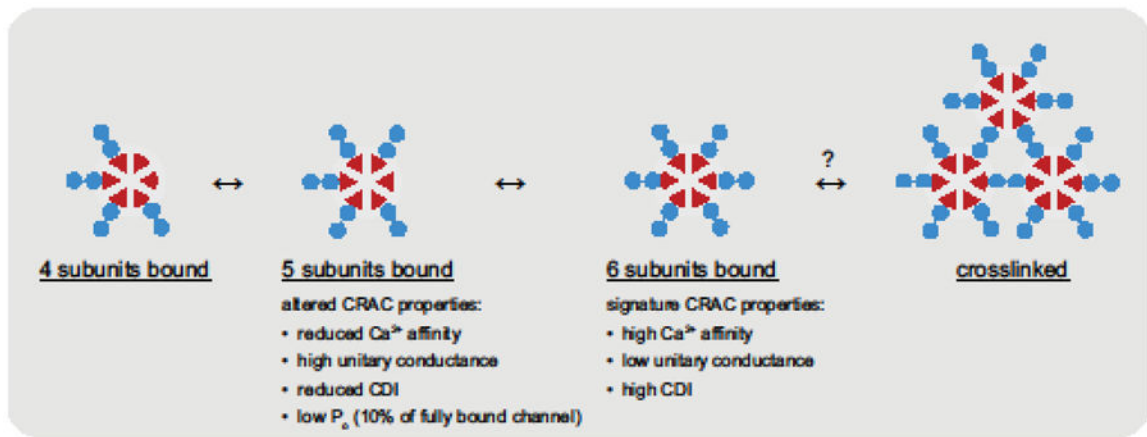 ?
4 subunits bound
5 subunits bound
6 subunits bound
crosslinked
altered CRAC properties:
• reduced Ca²⁺ affinity
• high unitary conductance
• reduced CDI
• low Pₒ (10% of fully bound channel)
signature CRAC properties:
• high Ca²⁺ affinity
• low unitary conductance
• high CDI